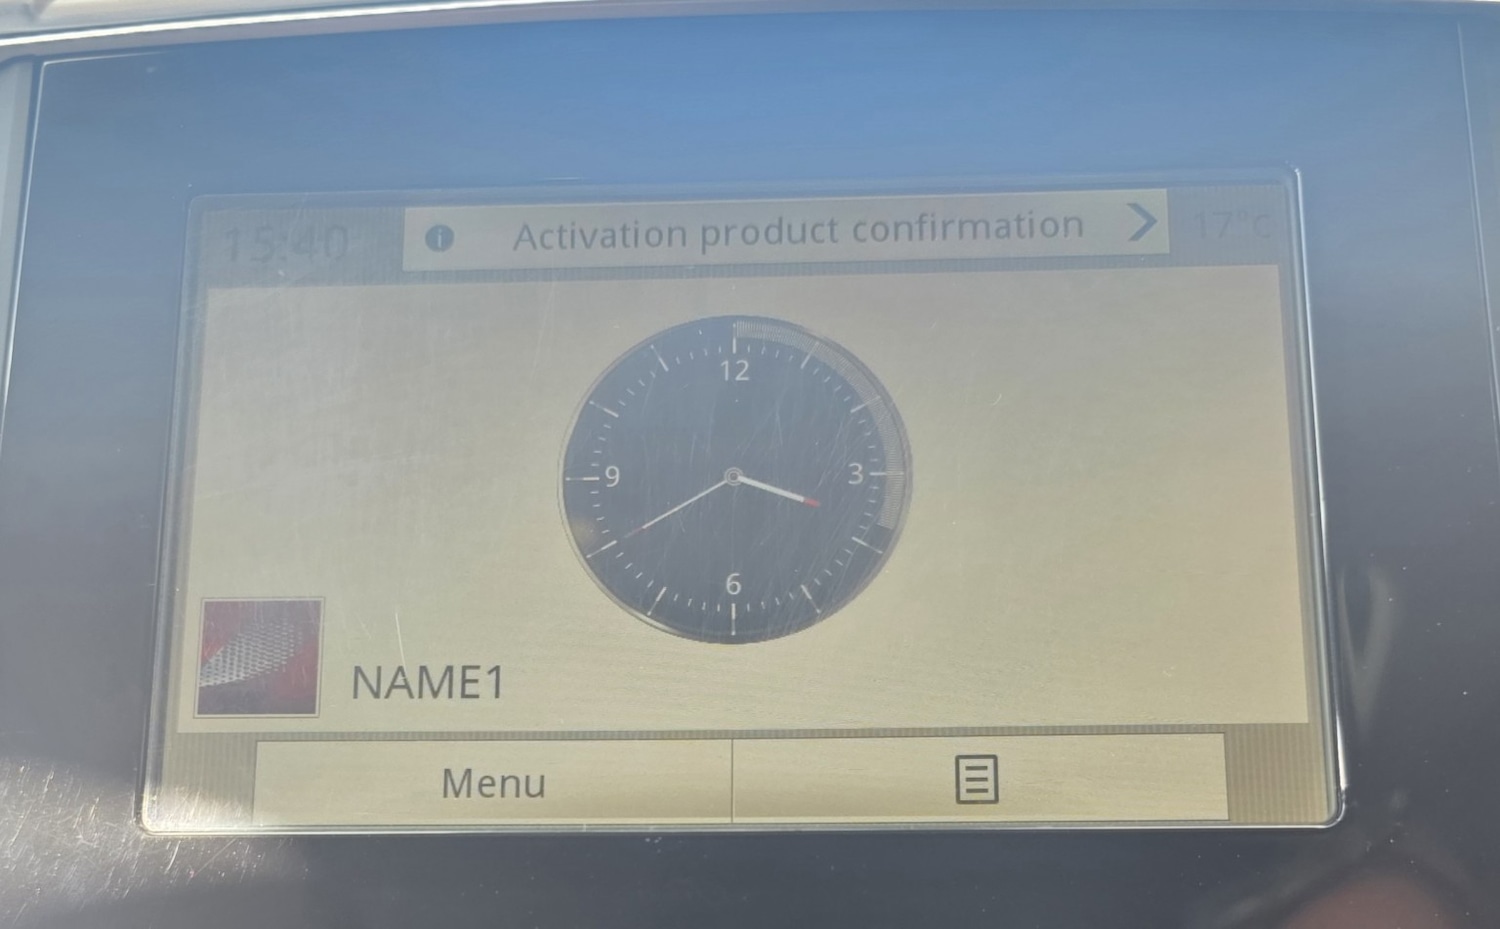 15:40
Activation product confirmation
17°C
12
9
3
6
NAME1
Menu